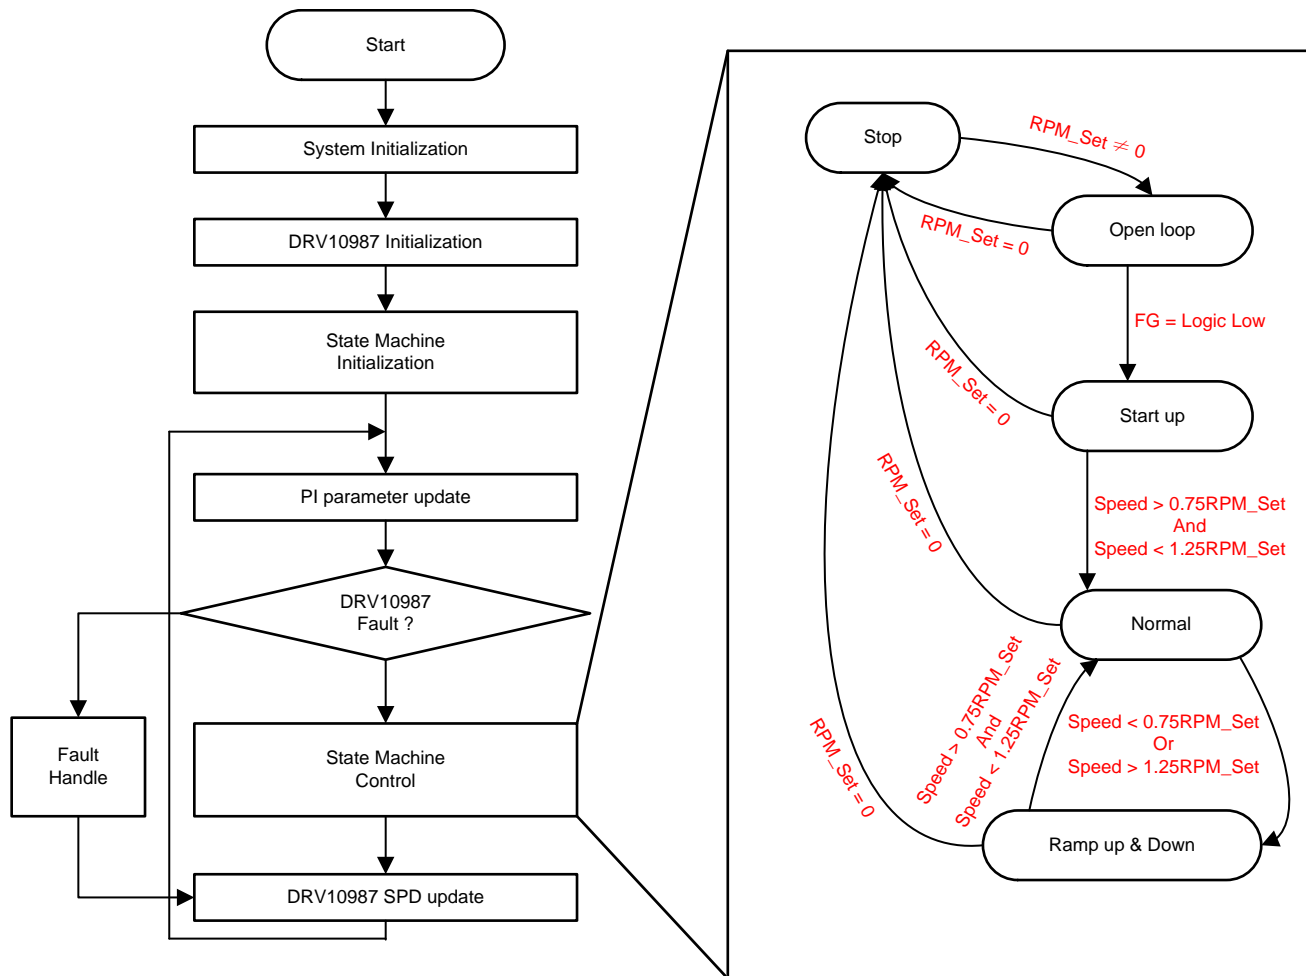 Start
System Initialization
DRV10987 Initialization
State Machine
Initialization
PI parameter update
DRV10987
Fault ?
Fault
Handle
State Machine
Control
DRV10987 SPD update
Stop
RPM_Set ≠ 0
Open loop
RPM_Set = 0
FG = Logic Low
Start up
RPM_Set = 0
Speed > 0.75RPM_Set
And
Speed < 1.25RPM_Set
RPM_Set = 0
Normal
Speed > 0.75RPM_Set
And
Speed < 1.25RPM_Set
Speed < 0.75RPM_Set
Or
Speed > 1.25RPM_Set
RPM_Set = 0
Ramp up & Down